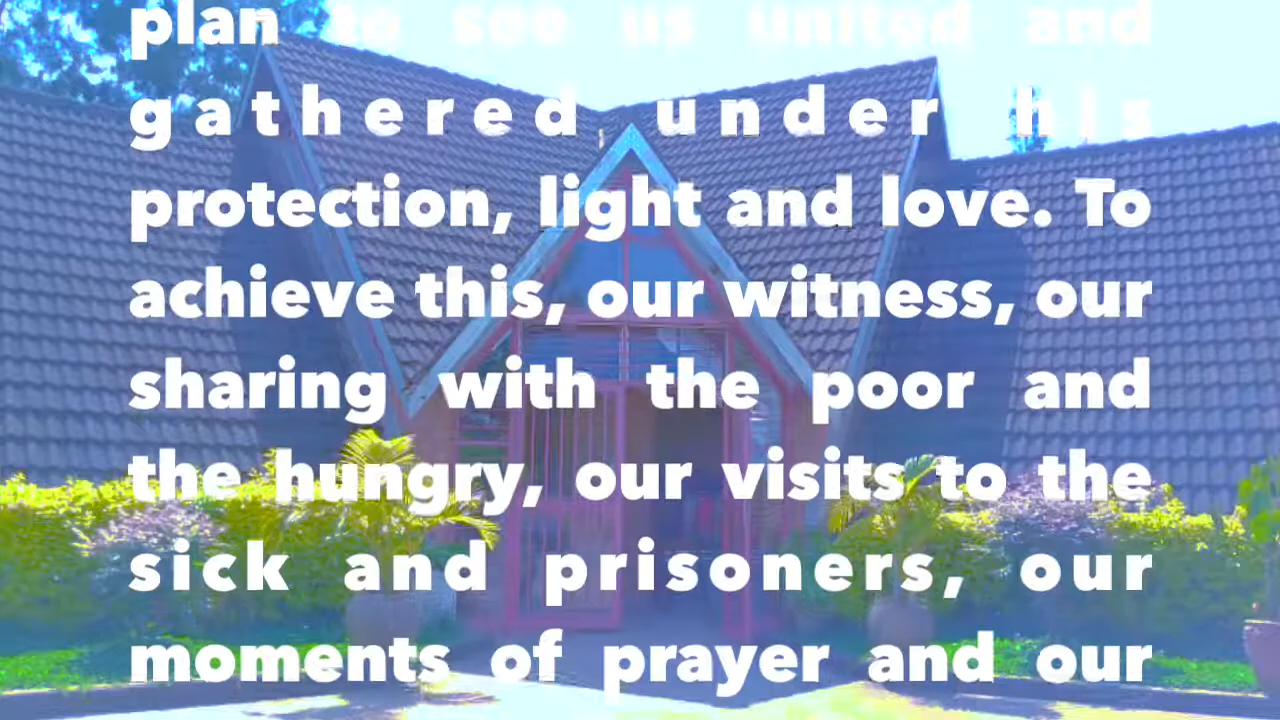 plan to see us united and
gathered under his
protection, light and love. To
achieve this, our witness, our
sharing with the poor and
the hungry, our visits to the
sick and prisoners, our
moments of prayer and our